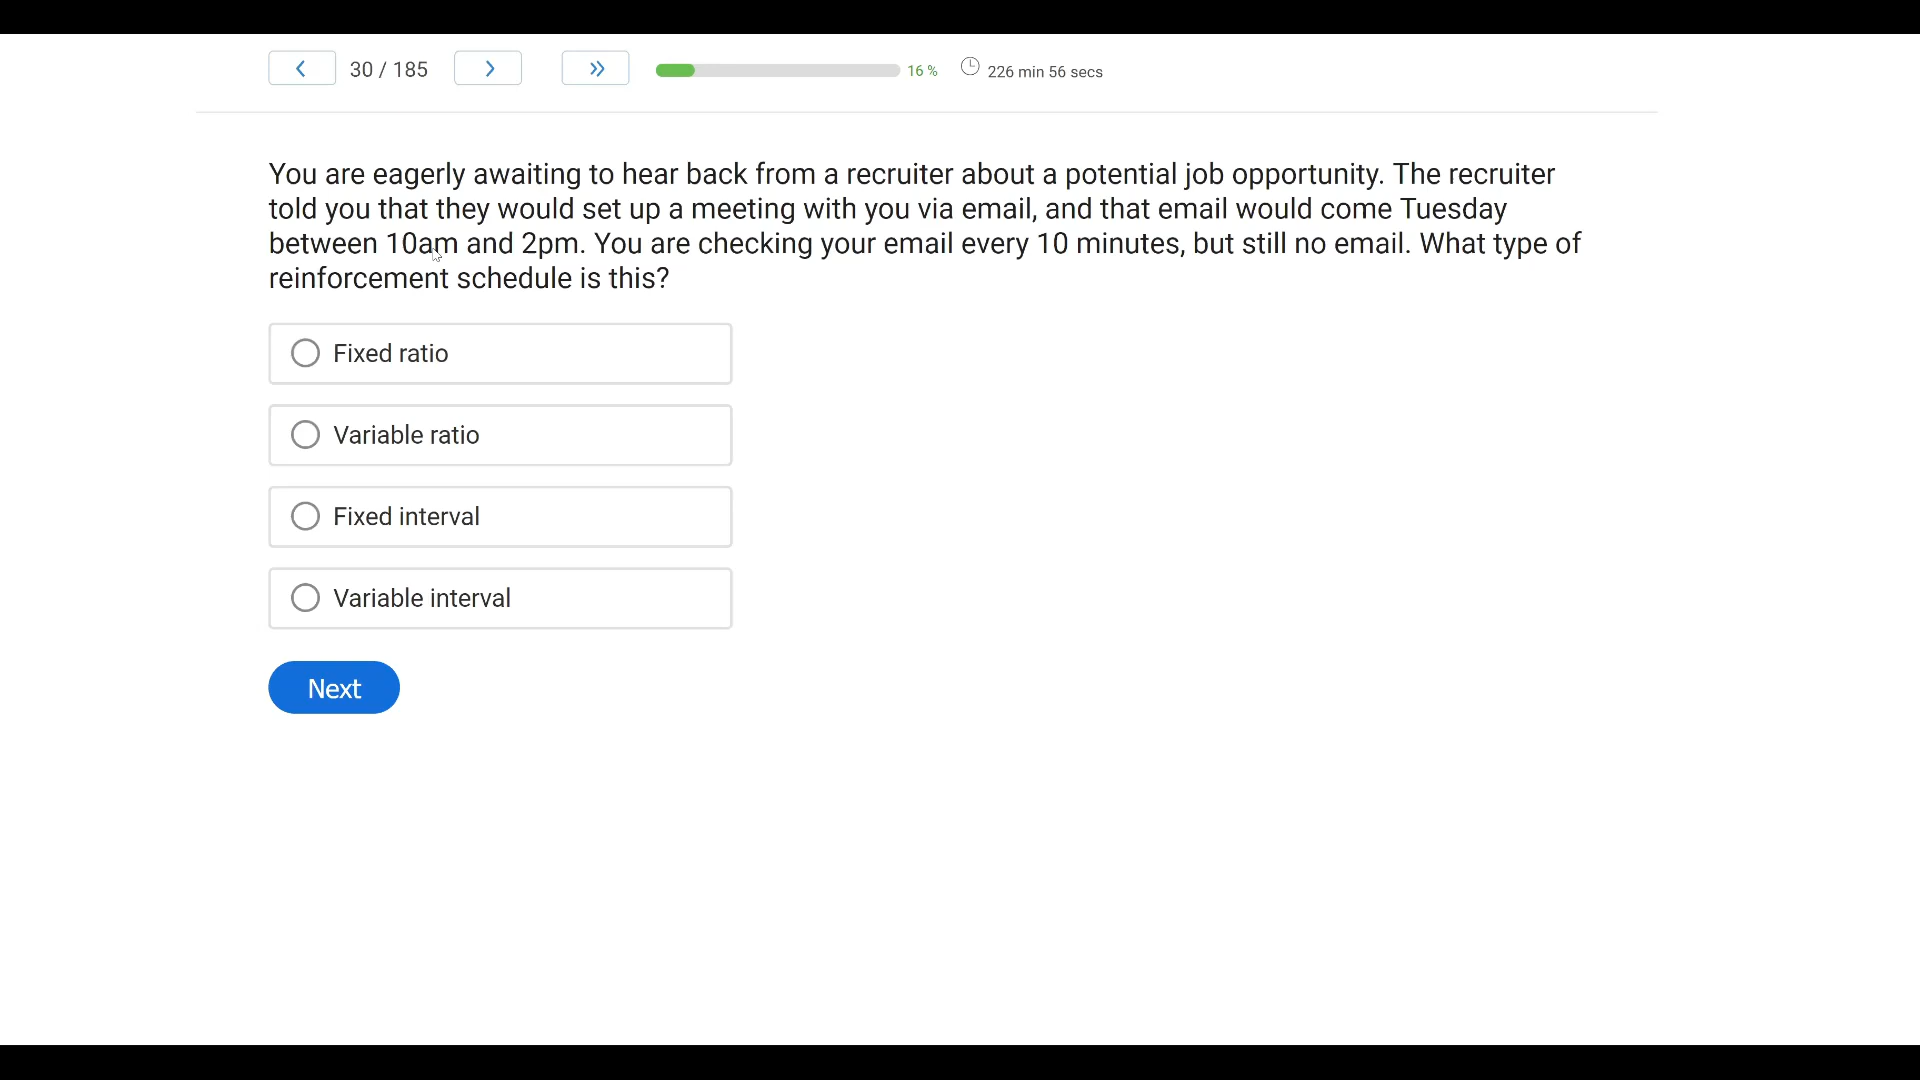 30 / 185
16 %
226 min 56 secs
You are eagerly awaiting to hear back from a recruiter about a potential job opportunity. The recruiter
told you that they would set up a meeting with you via email, and that email would come Tuesday
between 10am and 2pm. You are checking your email every 10 minutes, but still no email. What type of
reinforcement schedule is this?
Fixed ratio
Variable ratio
Fixed interval
Variable interval
Next